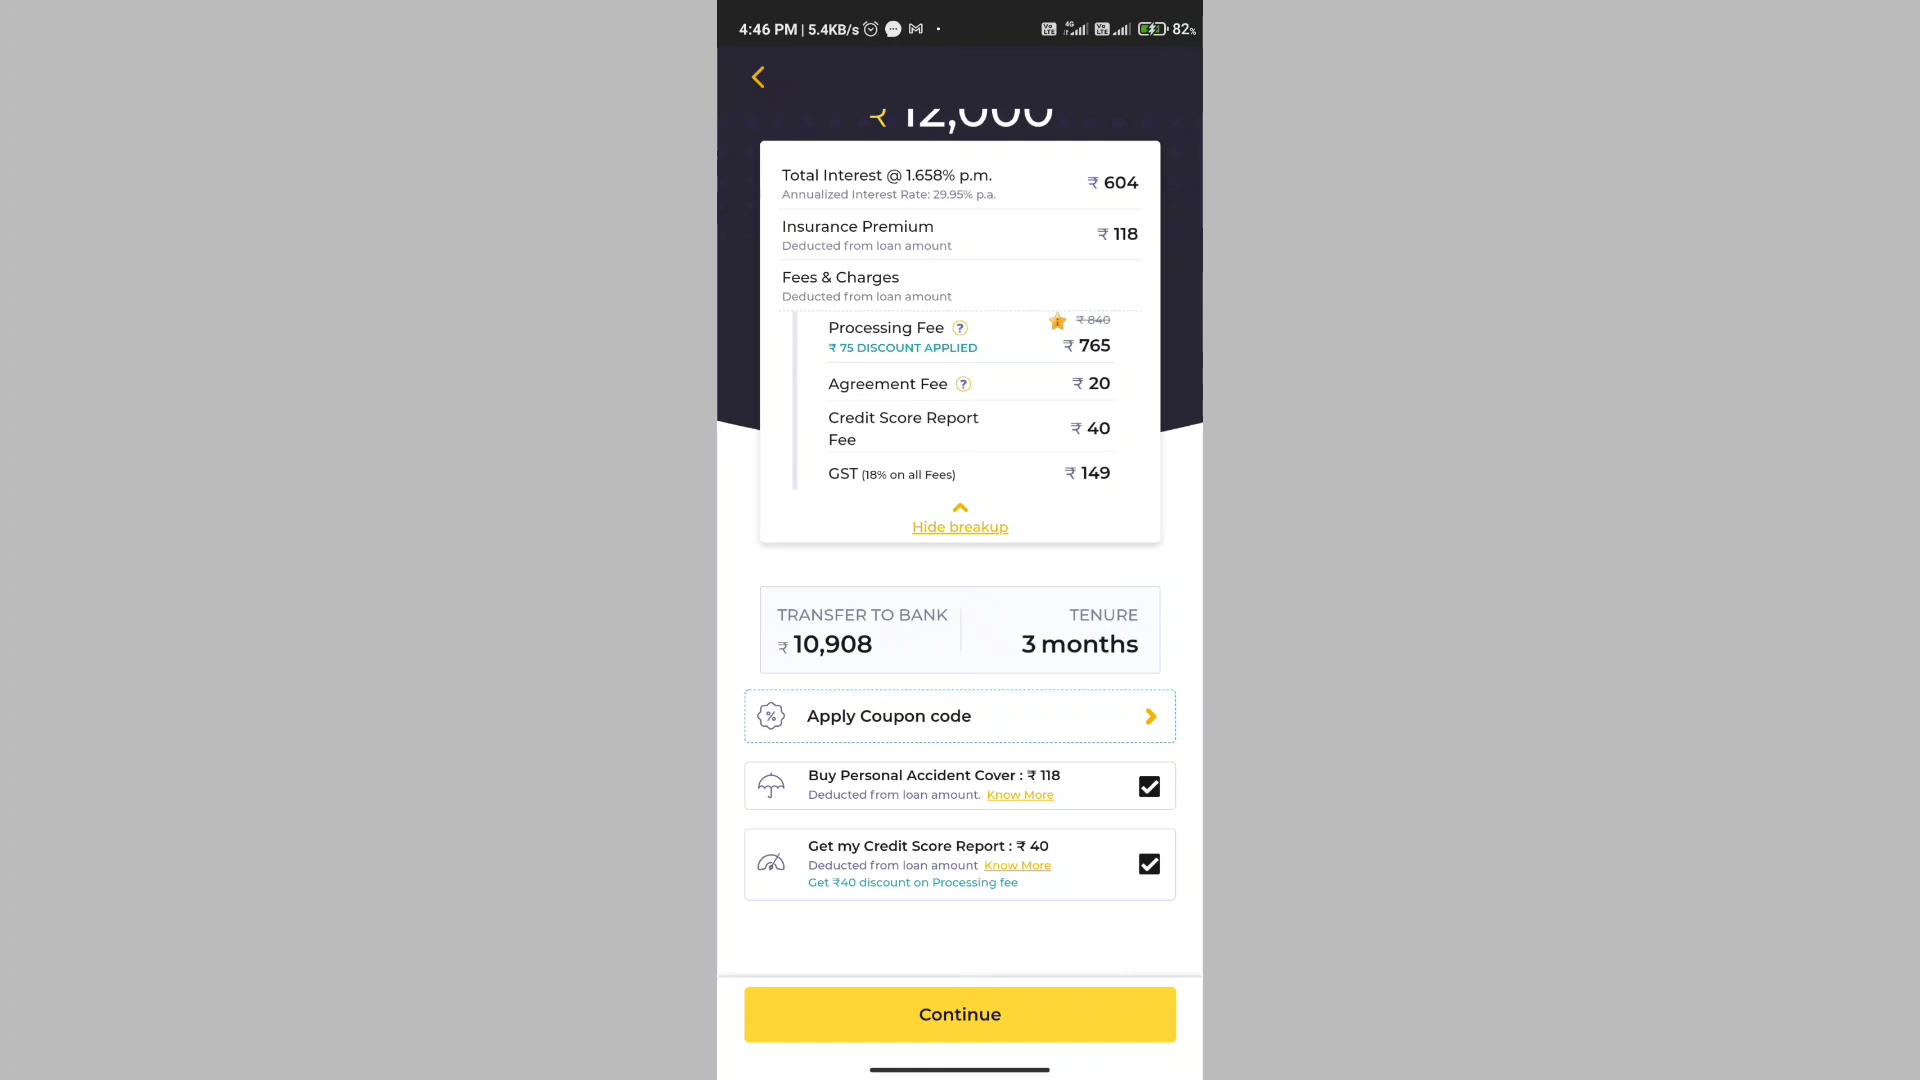 4:46 PM | 5.4KB/s
4G
82%
₹ 12,000
Total Interest @ 1.658% p.m.
₹ 604
Annualized Interest Rate: 29.95% p.a.
Insurance Premium
₹ 118
Deducted from loan amount
Fees & Charges
Deducted from loan amount
Processing Fee ?
₹ 840
₹ 75 DISCOUNT APPLIED
₹ 765
Agreement Fee ?
₹ 20
Credit Score Report
Fee
₹ 40
GST (18% on all Fees)
₹ 149
Hide breakup
TRANSFER TO BANK
₹ 10,908
TENURE
3 months
% Apply Coupon code
Buy Personal Accident Cover : ₹ 118
Deducted from loan amount. Know More
Get my Credit Score Report : ₹ 40
Deducted from loan amount Know More
Get ₹40 discount on Processing fee
Continue